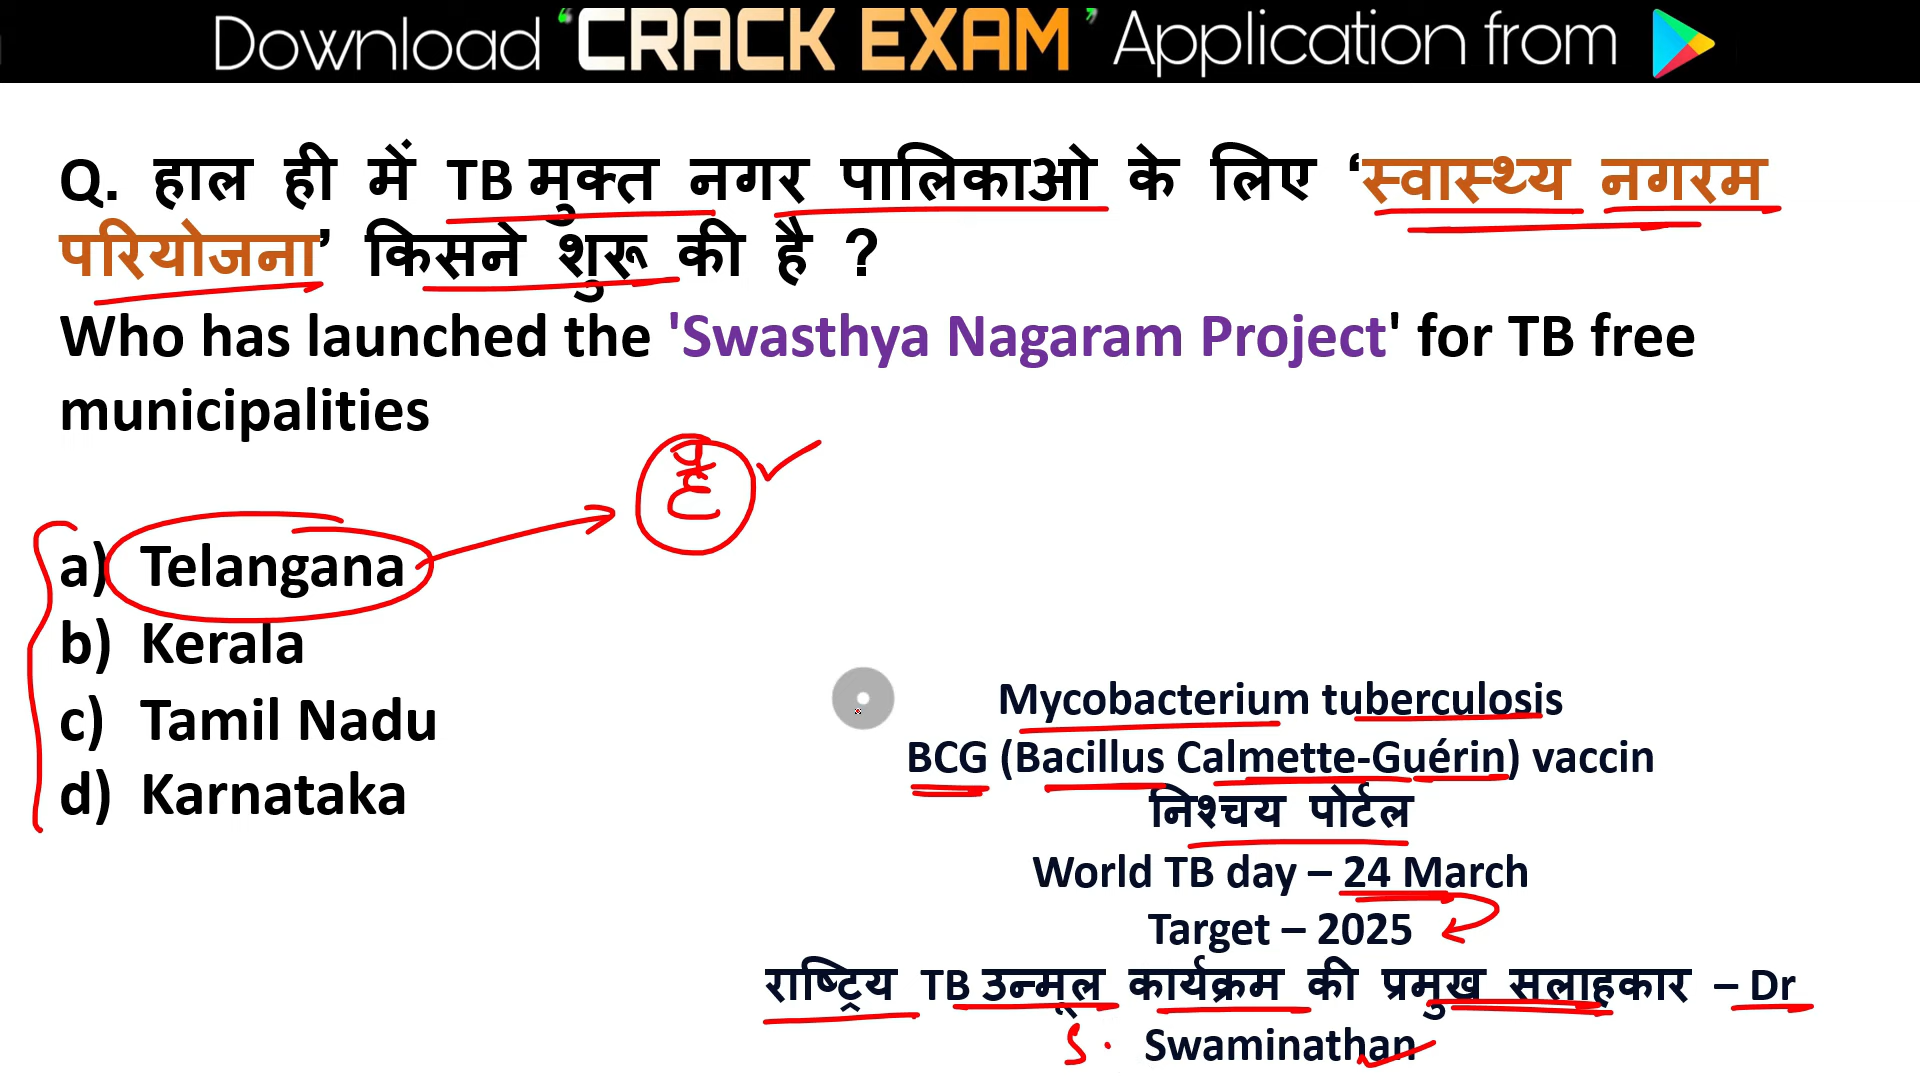 Download 'CRACK EXAM' Application from
Q. हाल ही में TB मुक्त नगर पालिकाओ के लिए ‘स्वास्थ्य नगरम
परियोजना’ किसने शुरू की है ?
Who has launched the 'Swasthya Nagaram Project' for TB free
municipalities
a) Telangana
b) Kerala
c) Tamil Nadu
d) Karnataka
Mycobacterium tuberculosis
BCG (Bacillus Calmette-Guérin) vaccin
निश्चय पोर्टल
World TB day – 24 March
Target – 2025
राष्ट्रिय TB उन्मूल कार्यक्रम की प्रमुख सलाहकार – Dr
S. Swaminathan